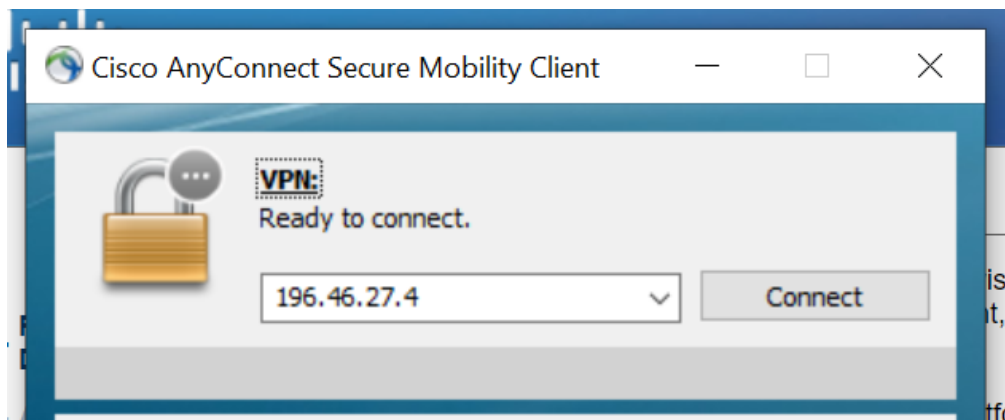 Cisco AnyConnect Secure Mobility Client
VPN:
Ready to connect.
196.46.27.4
Connect